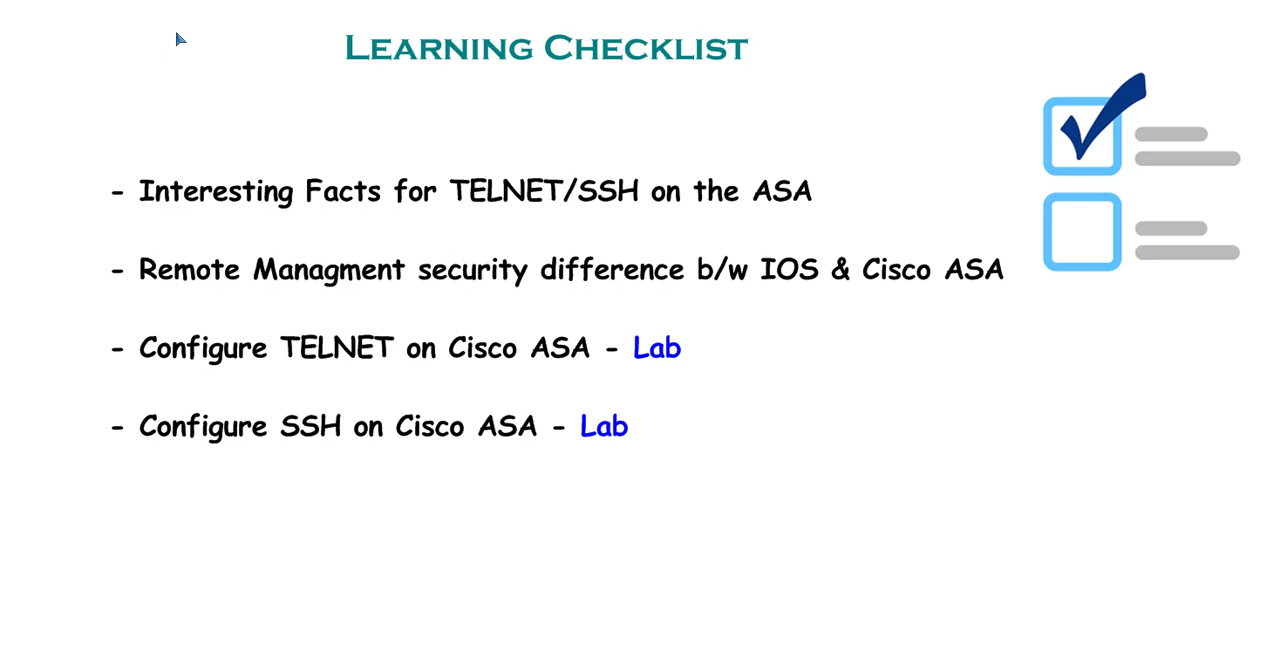 LEARNING CHECKLIST
- Interesting Facts for TELNET/SSH on the ASA
- Remote Managment security difference b/w IOS & Cisco ASA
- Configure TELNET on Cisco ASA - Lab
- Configure SSH on Cisco ASA - Lab